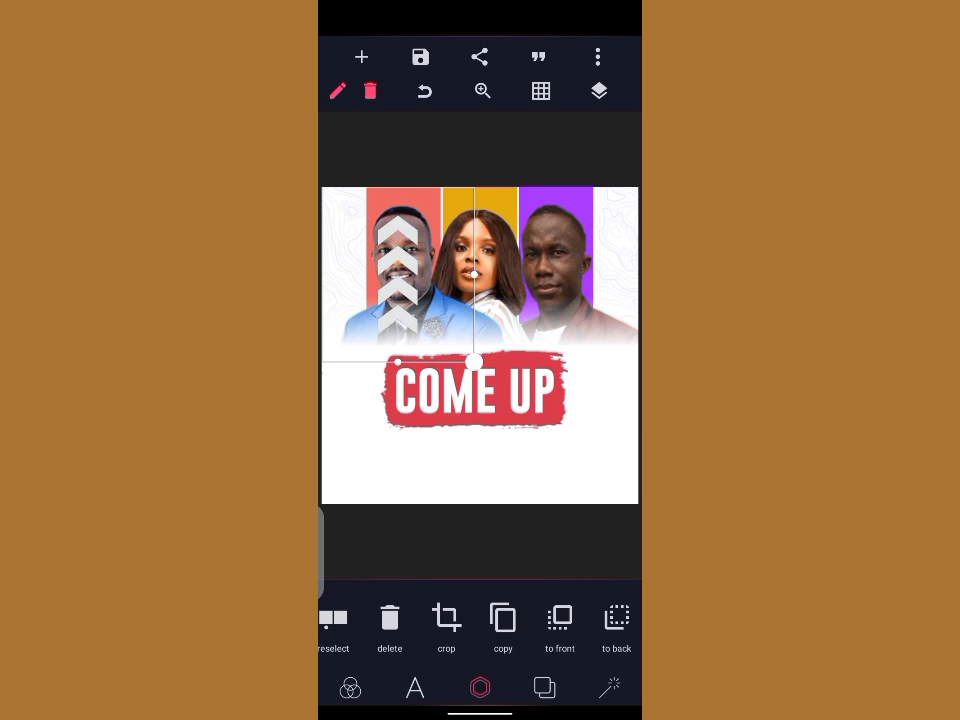 COME UP
reselect
delete
crop
copy
to front
to back